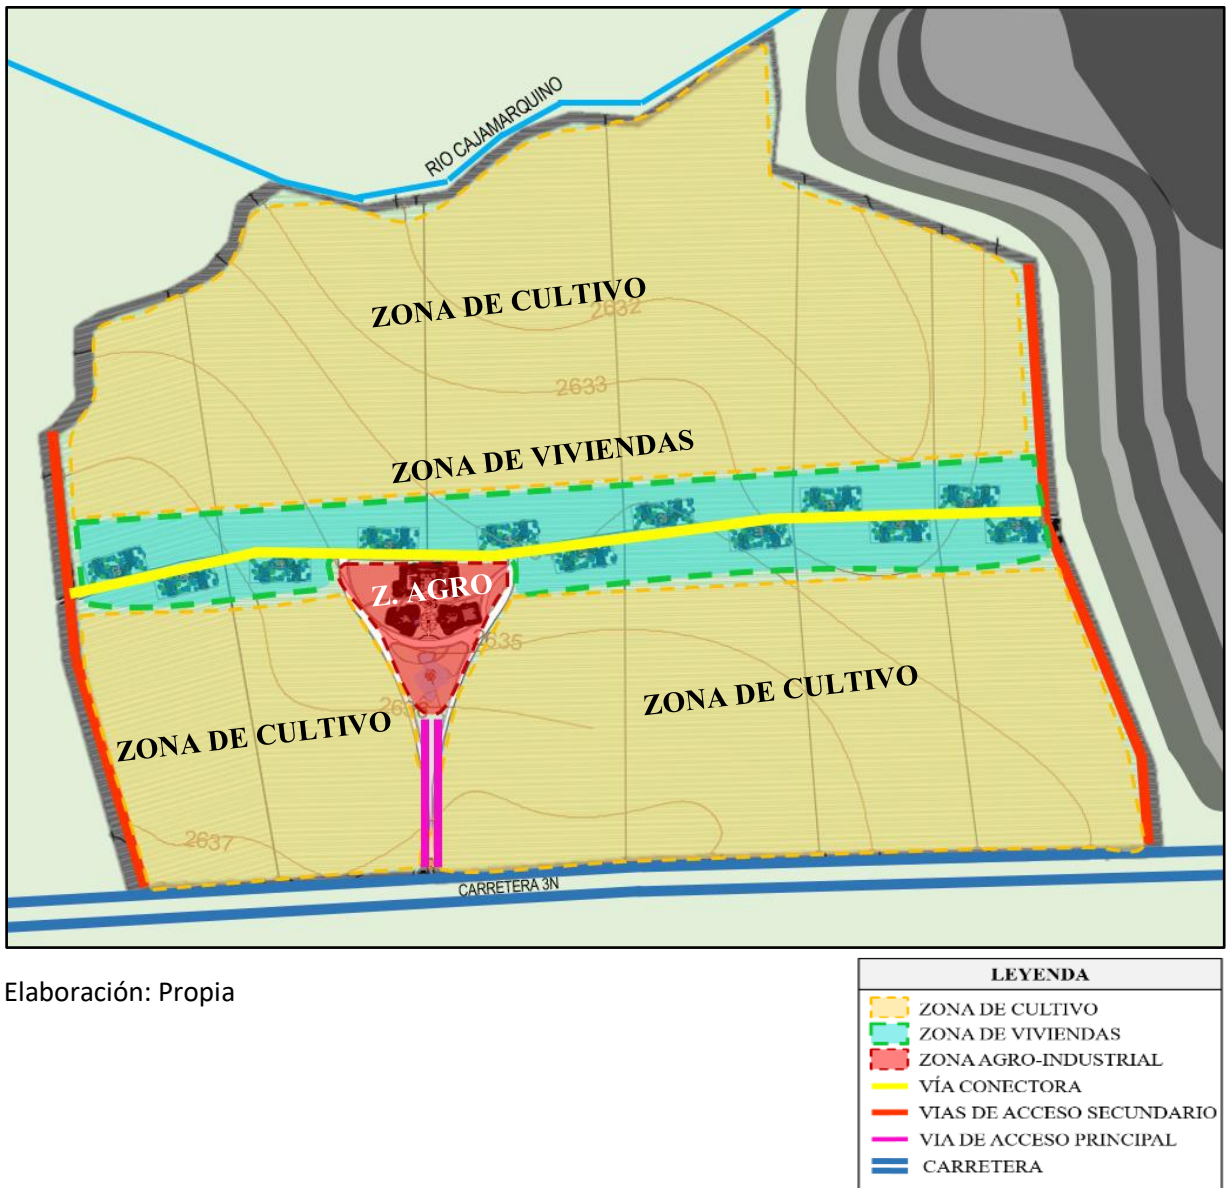 RIO CAJAMARQUINO
ZONA DE CULTIVO
2632
2633
ZONA DE VIVIENDAS
Z. AGRO
2635
ZONA DE CULTIVO
ZONA DE CULTIVO
2637
CARRETERA 3N
Elaboración: Propia
LEYENDA
ZONA DE CULTIVO
ZONA DE VIVIENDAS
ZONA AGRO-INDUSTRIAL
VÍA CONECTORA
VIAS DE ACCESO SECUNDARIO
VIA DE ACCESO PRINCIPAL
CARRETERA